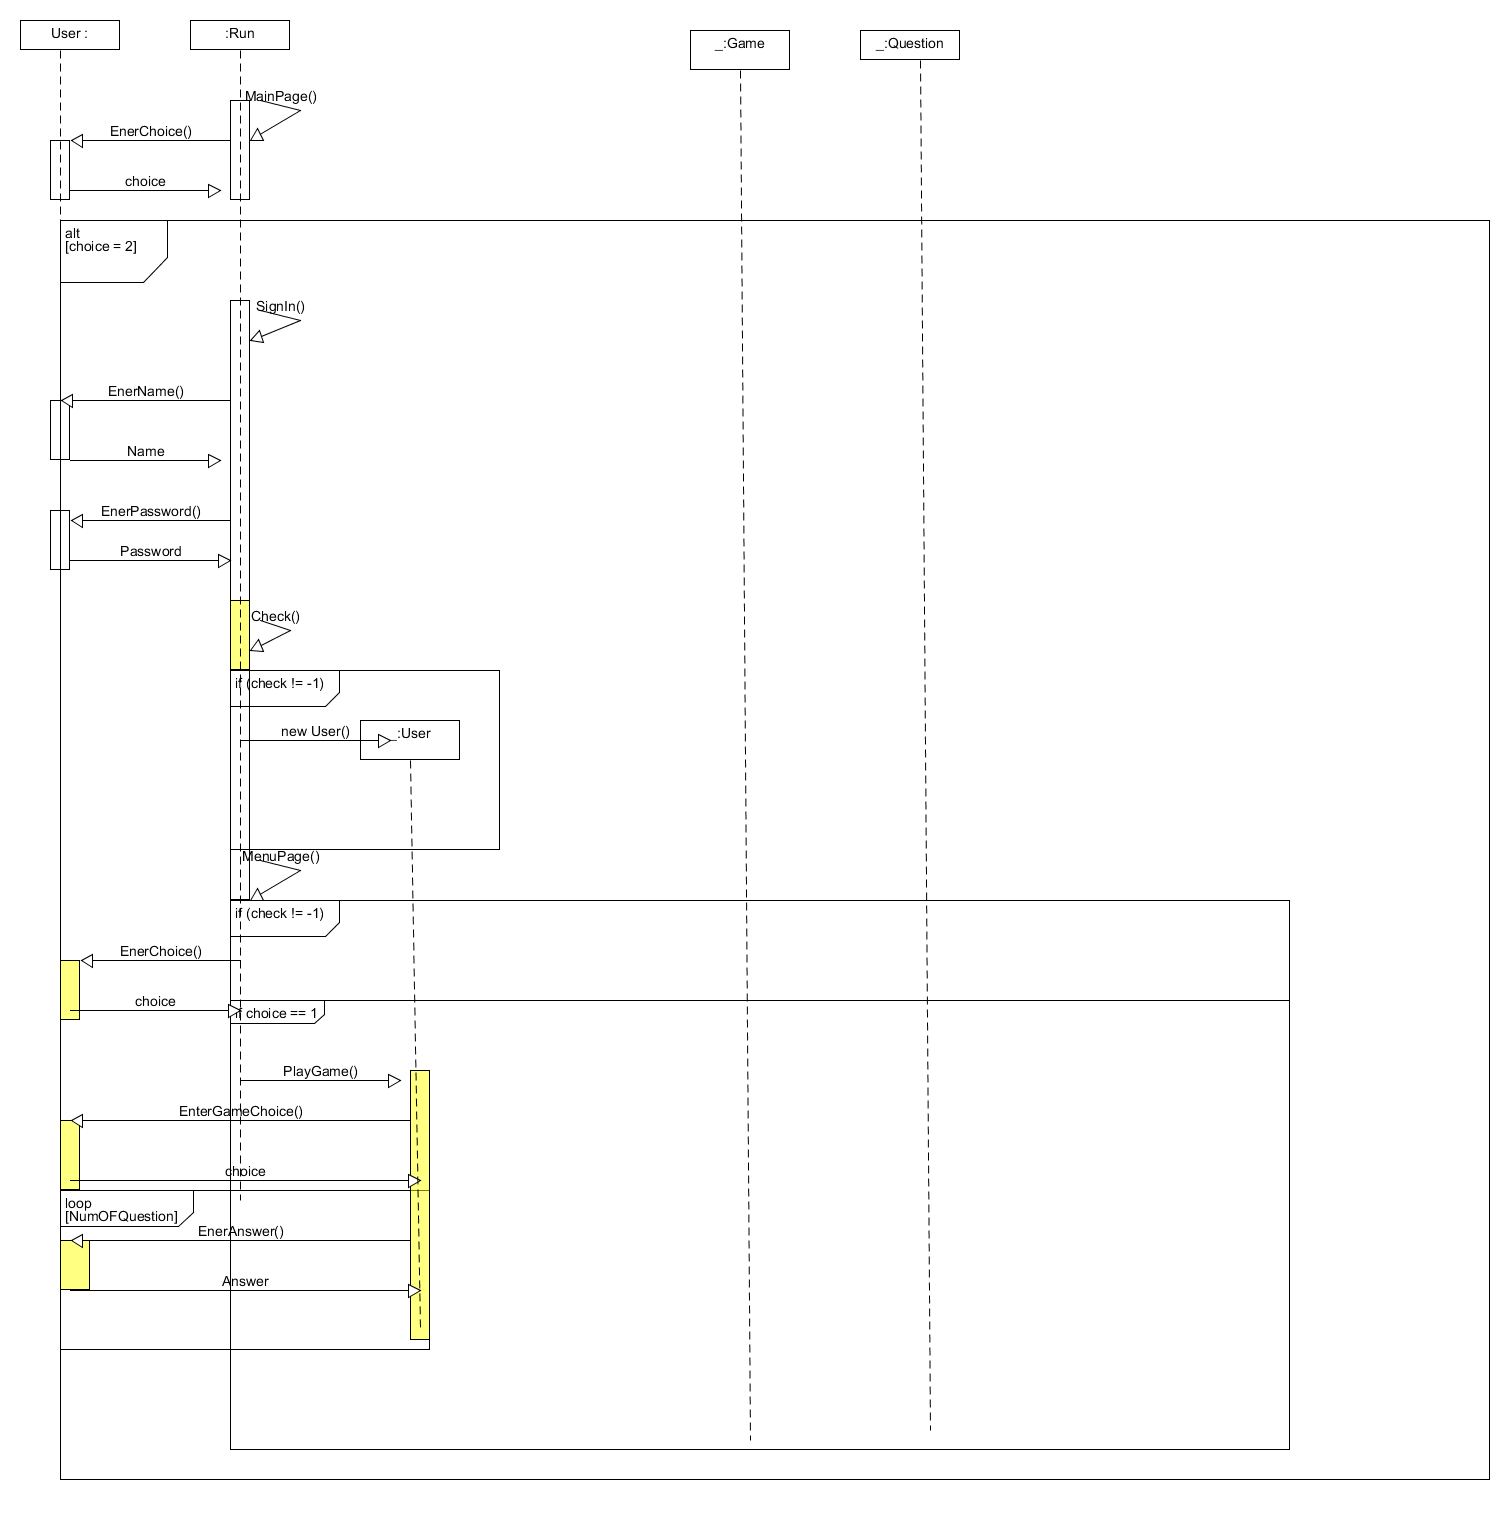 User :
:Run
_:Game
_:Question
MainPage()
EnerChoice()
choice
alt
[choice = 2]
SignIn()
EnerName()
Name
EnerPassword()
Password
Check()
if (check != -1)
new User()
:User
MenuPage()
if (check != -1)
EnerChoice()
choice
if choice == 1
PlayGame()
EnterGameChoice()
choice
loop
[NumOFQuestion]
EnerAnswer()
Answer